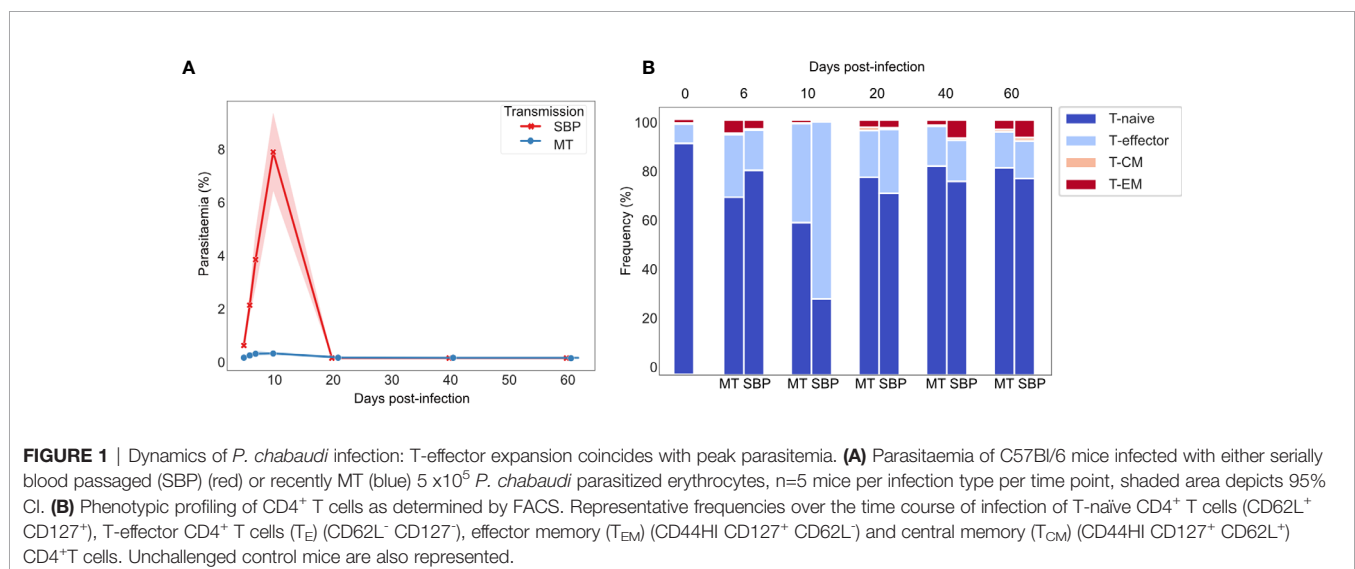 A
Transmission
SBP
MT
8
6
4
2
0
Parasitaemia (%)
10 20 30 40 50 60
Days post-infection
B
Days post-infection
0 6 10 20 40 60
100
80
60
40
20
0
Frequency (%)
MT SBP MT SBP MT SBP MT SBP MT SBP
T-naive
T-effector
T-CM
T-EM
FIGURE 1 | Dynamics of P. chabaudi infection: T-effector expansion coincides with peak parasitemia. (A) Parasitaemia of C57Bl/6 mice infected with either serially
blood passaged (SBP) (red) or recently MT (blue) 5 x10⁵ P. chabaudi parasitized erythrocytes, n=5 mice per infection type per time point, shaded area depicts 95%
CI. (B) Phenotypic profiling of CD4⁺ T cells as determined by FACS. Representative frequencies over the time course of infection of T-naïve CD4⁺ T cells (CD62L⁺
CD127⁺), T-effector CD4⁺ T cells (T_E) (CD62L⁻ CD127⁻), effector memory (T_EM) (CD44HI CD127⁺ CD62L⁻) and central memory (T_CM) (CD44HI CD127⁺ CD62L⁺)
CD4⁺T cells. Unchallenged control mice are also represented.